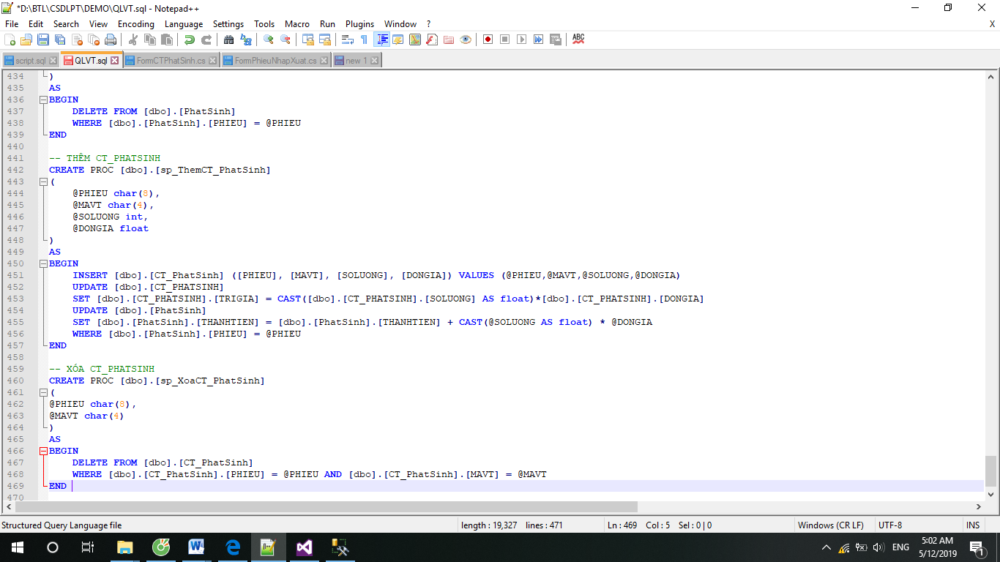 *D:\BTL\CSDLPT\DEMO\QLVT.sql - Notepad++
File Edit Search View Encoding Language Settings Tools Macro Run Plugins Window ? X
script.sql QLVT.sql FormCTPhatSinh.cs FormPhieuNhapXuat.cs new 1
434 )
435 AS
436 BEGIN
437 DELETE FROM [dbo].[PhatSinh]
438 WHERE [dbo].[PhatSinh].[PHIEU] = @PHIEU
439 END
440
441 -- THÊM CT_PHATSINH
442 CREATE PROC [dbo].[sp_ThemCT_PhatSinh]
443 (
444 @PHIEU char(8),
445 @MAVT char(4),
446 @SOLUONG int,
447 @DONGIA float
448 )
449 AS
450 BEGIN
451 INSERT [dbo].[CT_PhatSinh] ([PHIEU], [MAVT], [SOLUONG], [DONGIA]) VALUES (@PHIEU,@MAVT,@SOLUONG,@DONGIA)
452 UPDATE [dbo].[CT_PHATSINH]
453 SET [dbo].[CT_PHATSINH].[TRIGIA] = CAST([dbo].[CT_PHATSINH].[SOLUONG] AS float)*[dbo].[CT_PHATSINH].[DONGIA]
454 UPDATE [dbo].[PhatSinh]
455 SET [dbo].[PhatSinh].[THANHTIEN] = [dbo].[PhatSinh].[THANHTIEN] + CAST(@SOLUONG AS float) * @DONGIA
456 WHERE [dbo].[PhatSinh].[PHIEU] = @PHIEU
457 END
458
459 -- XÓA CT_PHATSINH
460 CREATE PROC [dbo].[sp_XoaCT_PhatSinh]
461 (
462 @PHIEU char(8),
463 @MAVT char(4)
464 )
465 AS
466 BEGIN
467 DELETE FROM [dbo].[CT_PhatSinh]
468 WHERE [dbo].[CT_PhatSinh].[PHIEU] = @PHIEU AND [dbo].[CT_PhatSinh].[MAVT] = @MAVT
469 END
470
Structured Query Language file length : 19,327 lines : 471 Ln : 469 Col : 5 Sel : 0 | 0 Windows (CR LF) UTF-8 INS
ENG 5:02 AM
5/12/2019 1